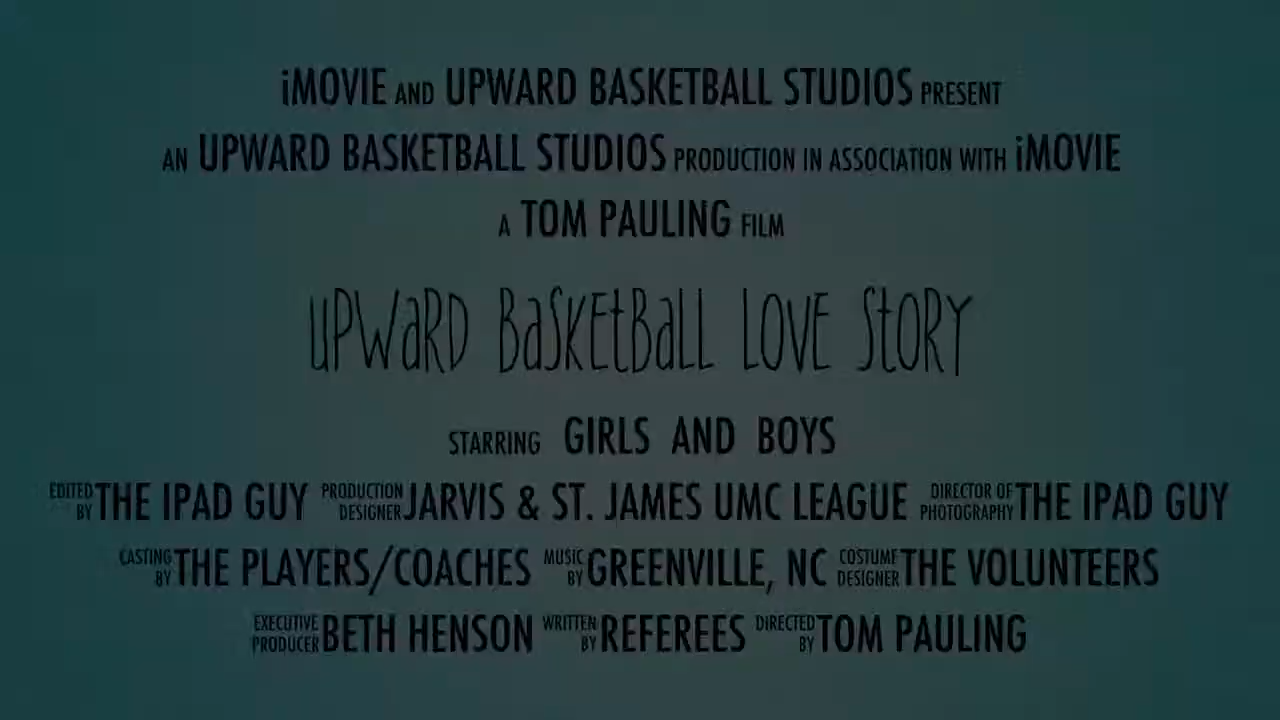 iMOVIE AND UPWARD BASKETBALL STUDIOS PRESENT
AN UPWARD BASKETBALL STUDIOS PRODUCTION IN ASSOCIATION WITH iMOVIE
A TOM PAULING FILM
UPWARD BASKETBALL LOVE STORY
STARRING GIRLS AND BOYS
EDITED BY THE IPAD GUY PRODUCTION DESIGNER JARVIS & ST. JAMES UMC LEAGUE DIRECTOR OF PHOTOGRAPHY THE IPAD GUY
CASTING BY THE PLAYERS/COACHES MUSIC BY GREENVILLE, NC COSTUME DESIGNER THE VOLUNTEERS
EXECUTIVE PRODUCER BETH HENSON WRITTEN BY REFEREES DIRECTED BY TOM PAULING